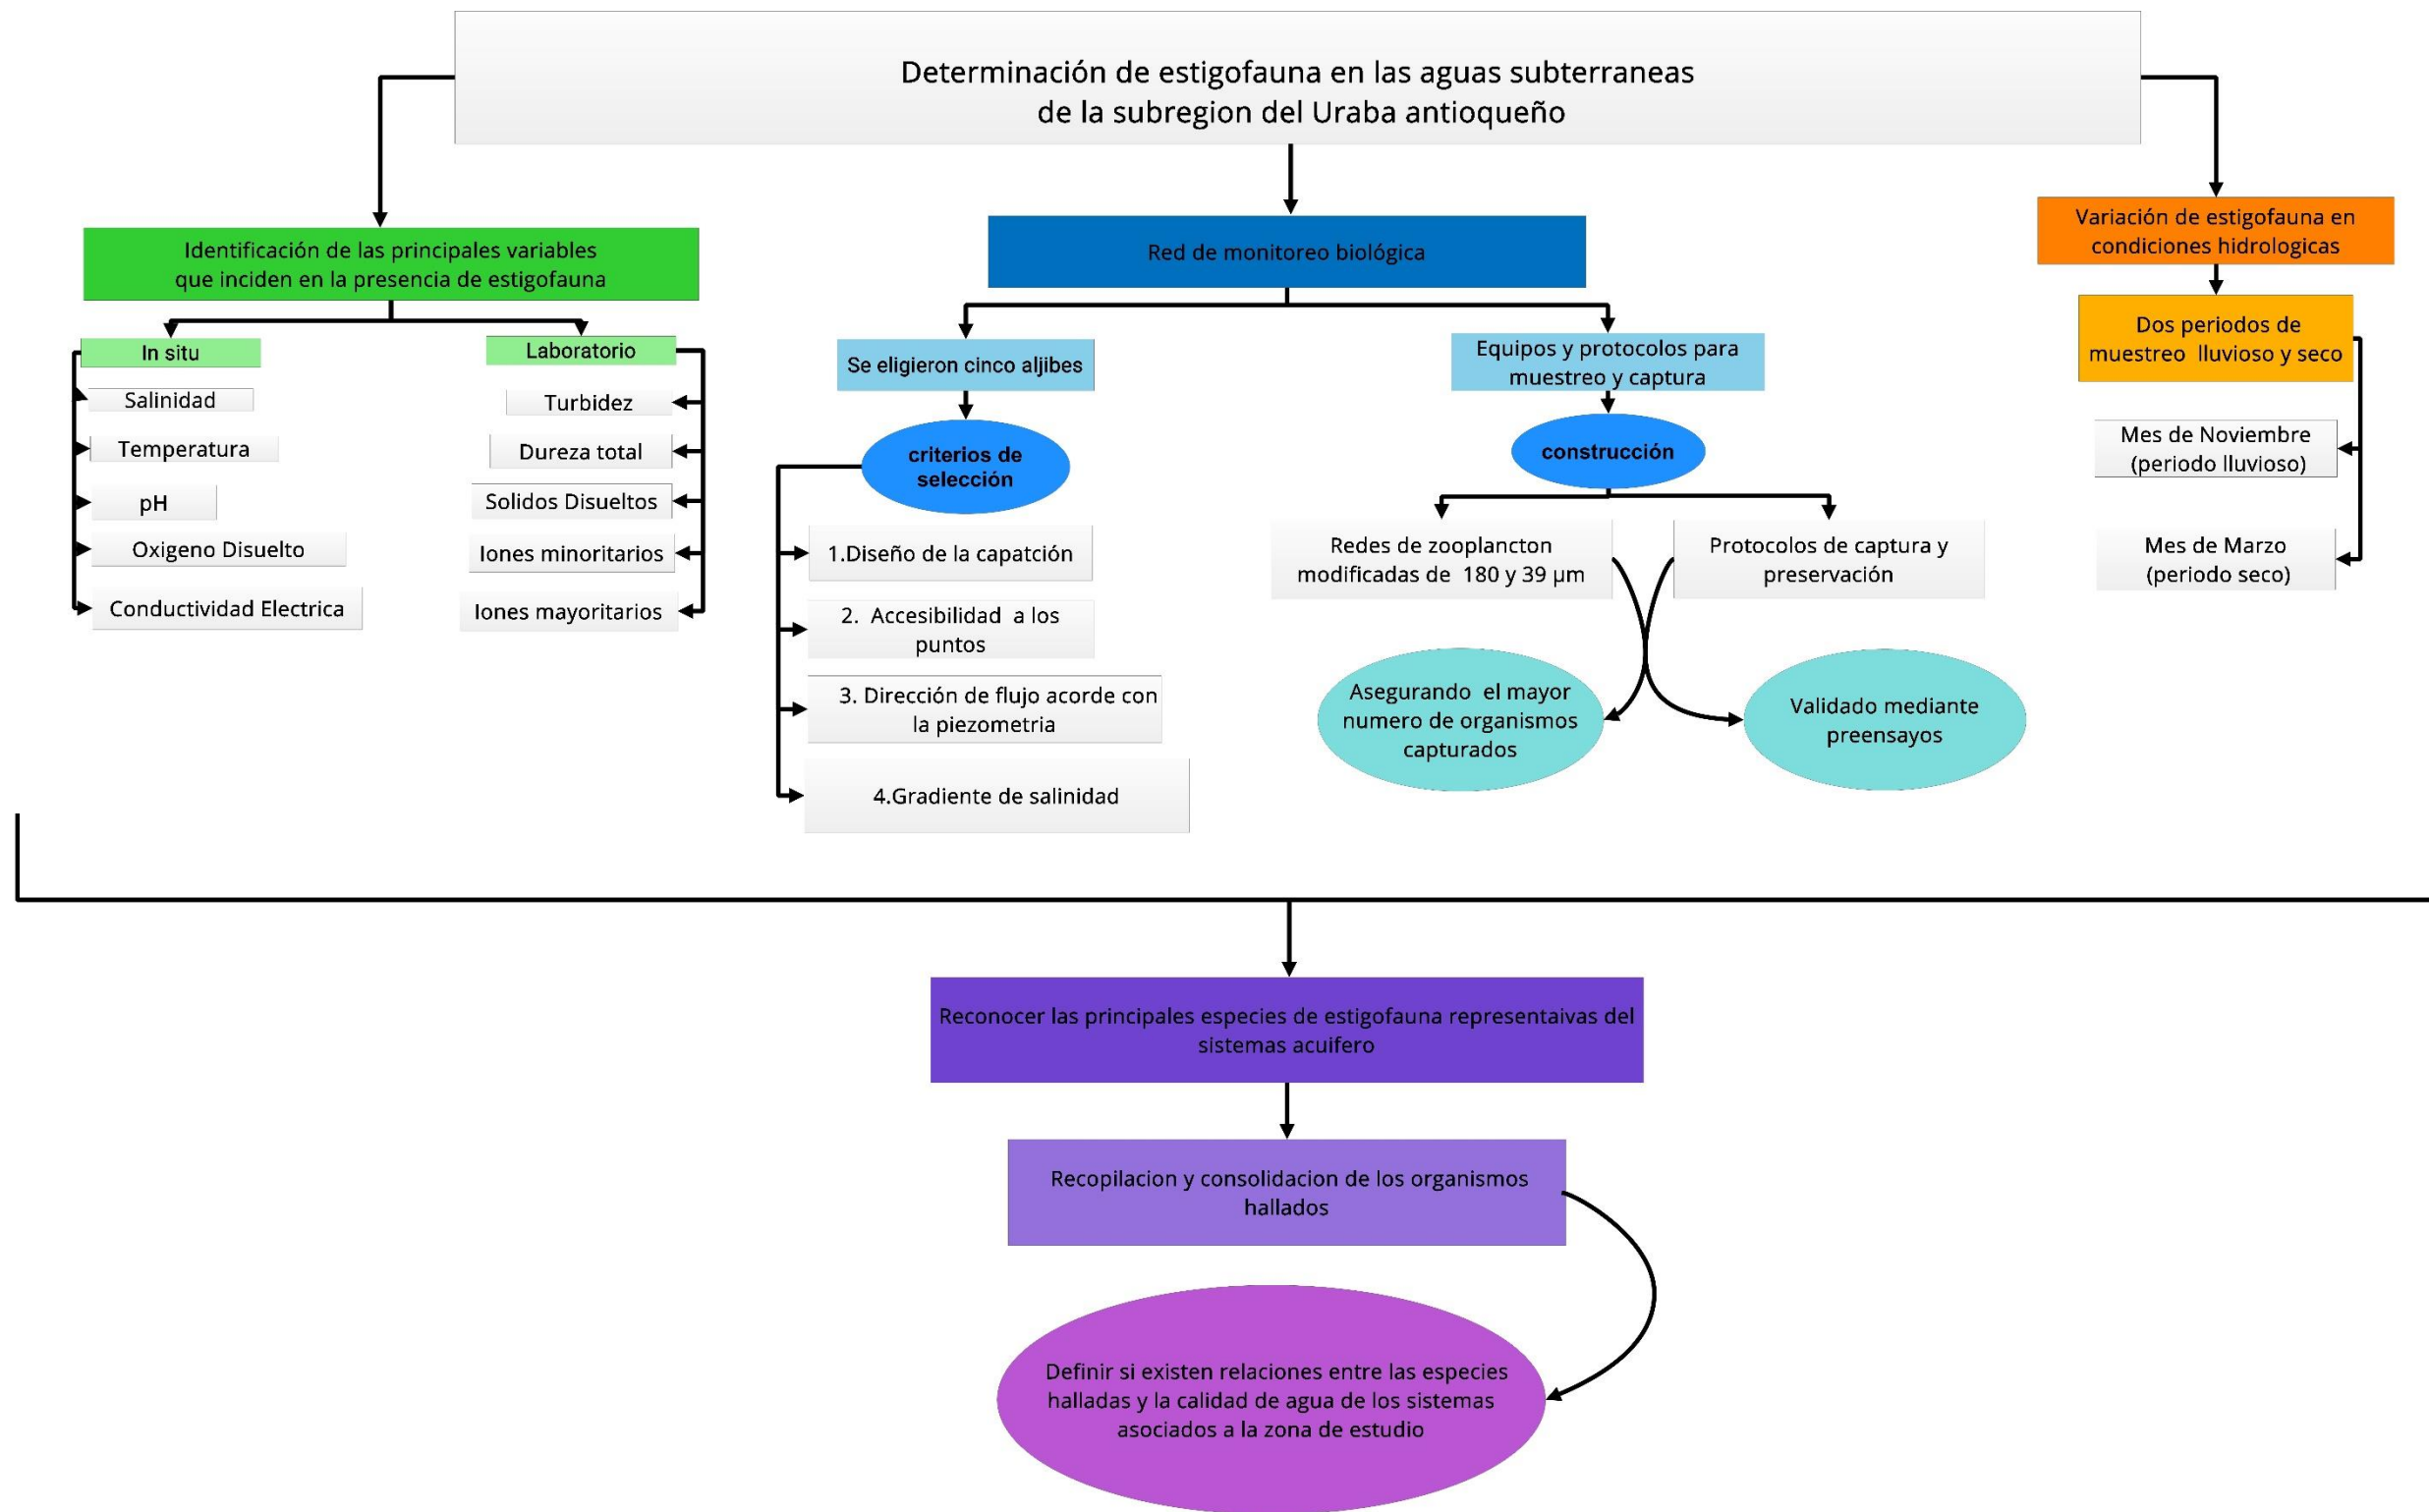 Determinación de estigofauna en las aguas subterraneas
de la subregion del Uraba antioqueño
Identificación de las principales variables
que inciden en la presencia de estigofauna
In situ
Salinidad
Temperatura
pH
Oxigeno Disuelto
Conductividad Electrica
Laboratorio
Turbidez
Dureza total
Solidos Disueltos
Iones minoritarios
Iones mayoritarios
Red de monitoreo biológica
Se eligieron cinco aljibes
criterios de
selección
1.Diseño de la capatción
2. Accesibilidad a los
puntos
3. Dirección de flujo acorde con
la piezometria
4.Gradiente de salinidad
Equipos y protocolos para
muestreo y captura
construcción
Redes de zooplancton
modificadas de 180 y 39 µm
Protocolos de captura y
preservación
Asegurando el mayor
numero de organismos
capturados
Validado mediante
preensayos
Variación de estigofauna en
condiciones hidrologicas
Dos periodos de
muestreo lluvioso y seco
Mes de Noviembre
(periodo lluvioso)
Mes de Marzo
(periodo seco)
Reconocer las principales especies de estigofauna representaivas del
sistemas acuifero
Recopilacion y consolidacion de los organismos
hallados
Definir si existen relaciones entre las especies
halladas y la calidad de agua de los sistemas
asociados a la zona de estudio